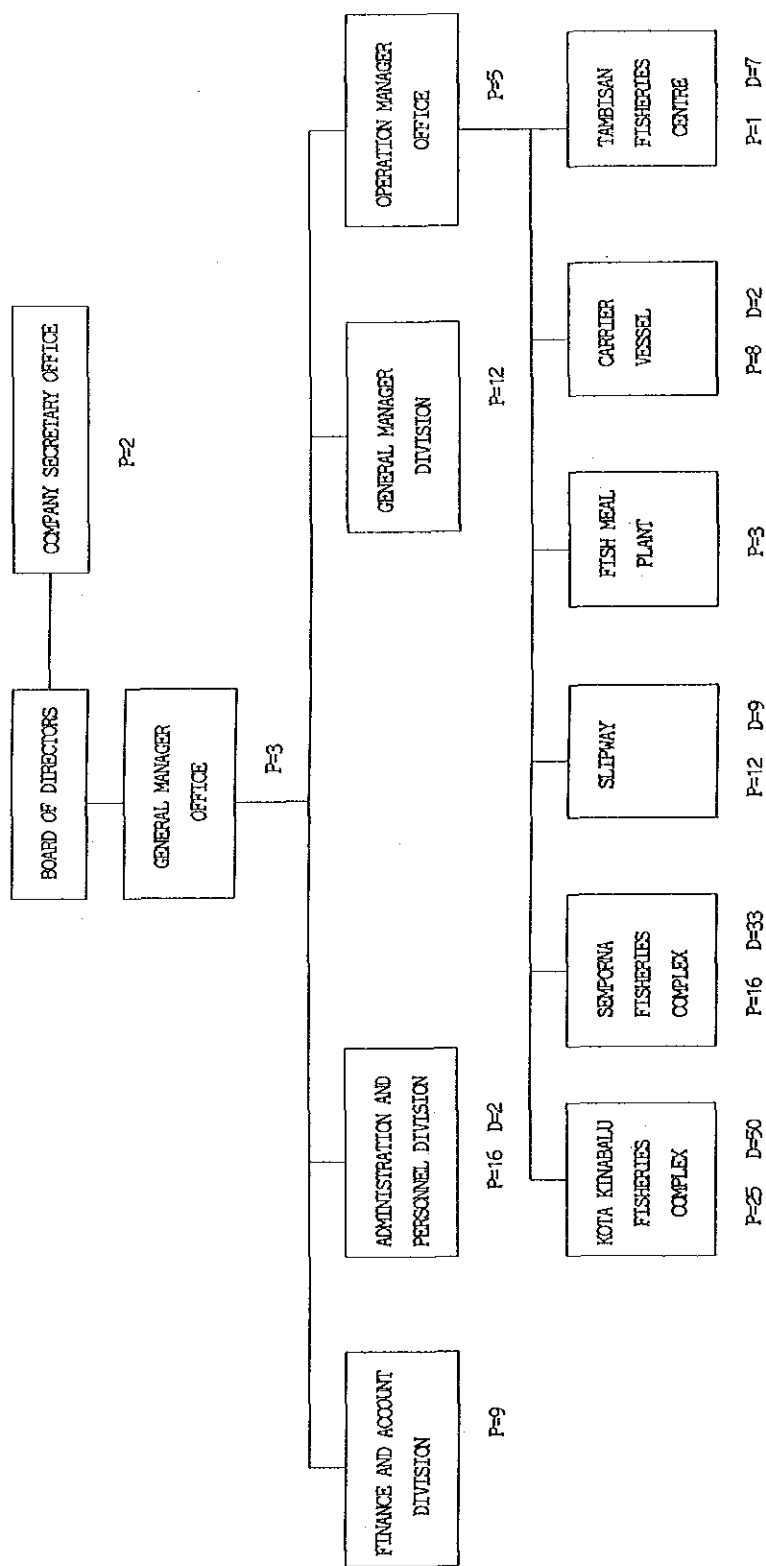 BOARD OF DIRECTORS
COMPANY SECRETARY OFFICE
P=2
GENERAL MANAGER
OFFICE
P=3
FINANCE AND ACCOUNT
DIVISION
P=9
ADMINISTRATION AND
PERSONNEL DIVISION
P=16 D=2
GENERAL MANAGER
DIVISION
P=12
OPERATION MANAGER
OFFICE
P=5
KOTA KINABALU
FISHERIES
COMPLEX
P=25 D=50
SEMPORNA
FISHERIES
COMPLEX
P=16 D=33
SLIPWAY
P=12 D=9
FISH MEAL
PLANT
P=3
CARRIER
VESSEL
P=8 D=2
TAMBISAN
FISHERIES
CENTRE
P=1 D=7